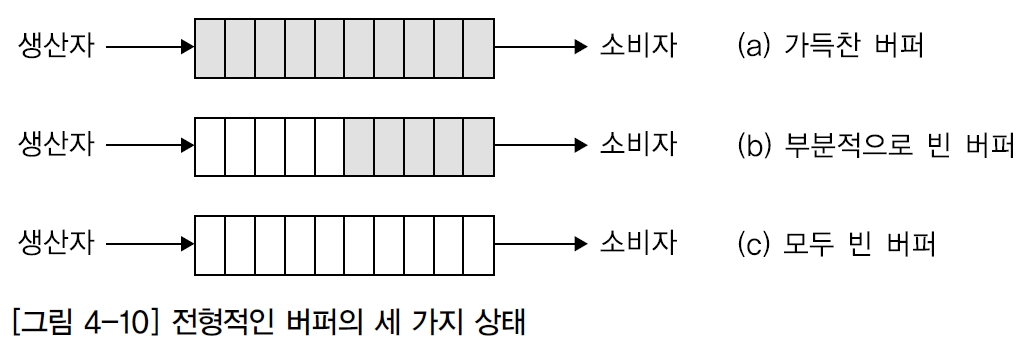 생산자 소비자 (a) 가득찬 버퍼
생산자 소비자 (b) 부분적으로 빈 버퍼
생산자 소비자 (c) 모두 빈 버퍼
[그림 4-10] 전형적인 버퍼의 세 가지 상태